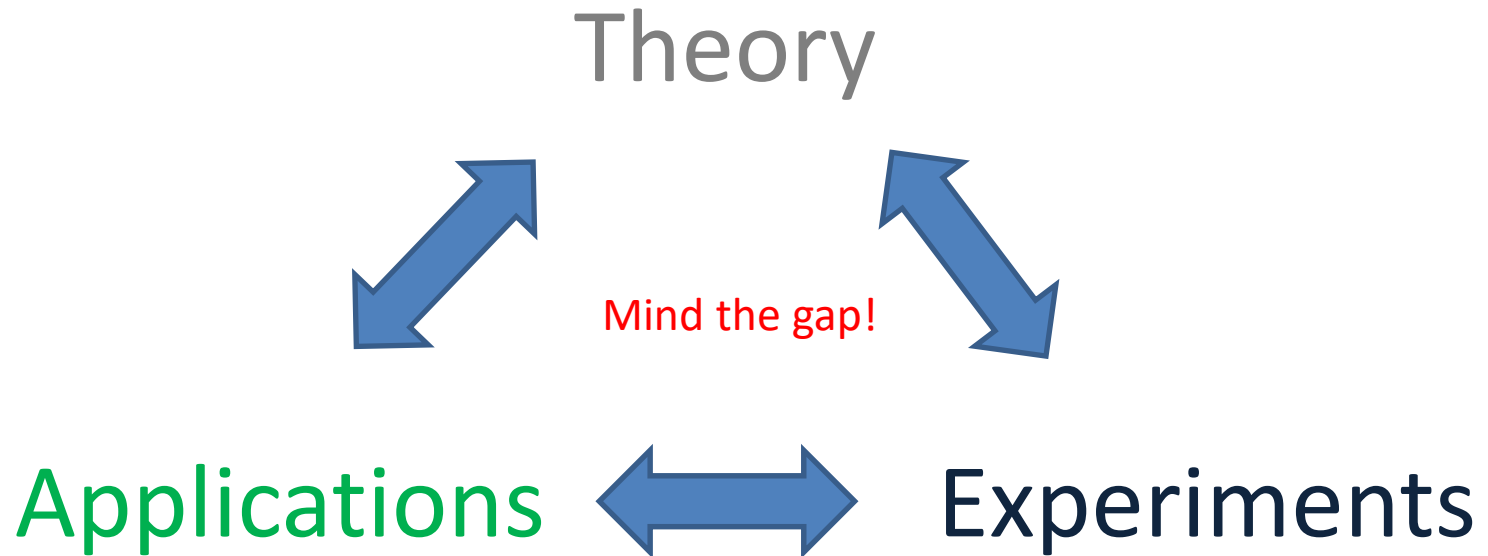 Theory
Mind the gap!
Applications
Experiments